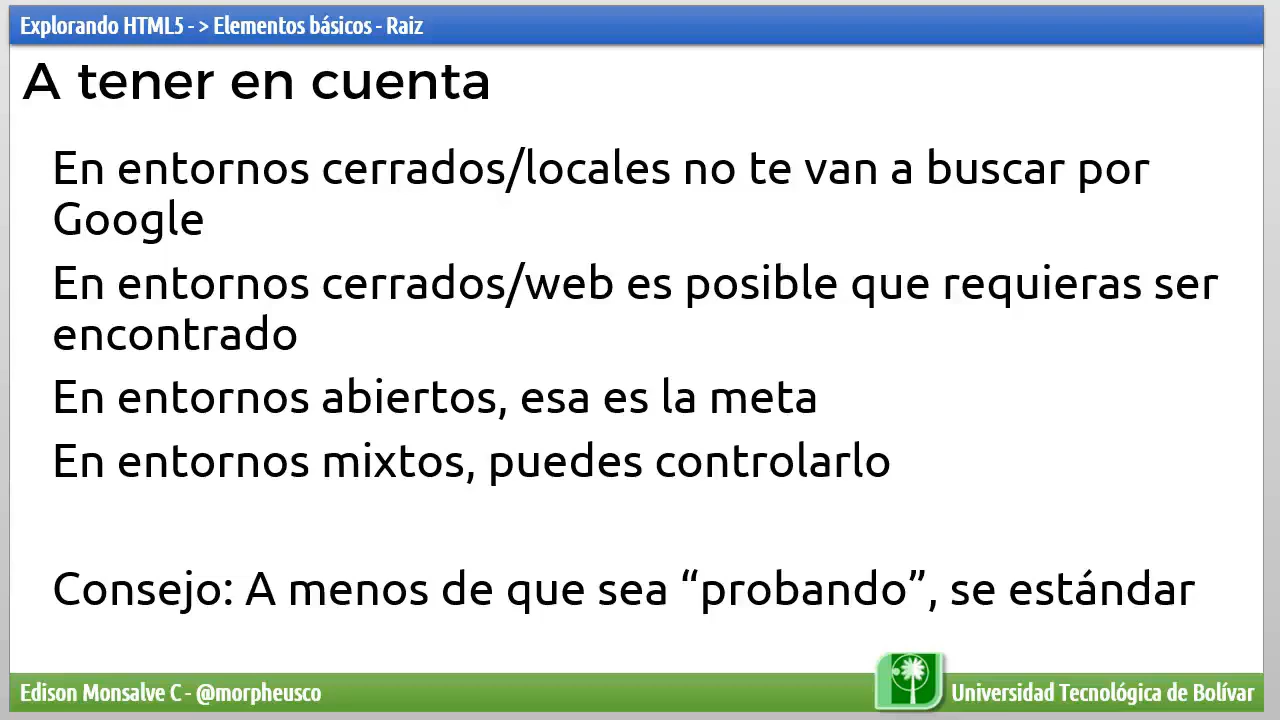 Explorando HTML5 - > Elementos básicos - Raiz
A tener en cuenta
En entornos cerrados/locales no te van a buscar por
Google
En entornos cerrados/web es posible que requieras ser
encontrado
En entornos abiertos, esa es la meta
En entornos mixtos, puedes controlarlo
Consejo: A menos de que sea “probando”, se estándar
Edison Monsalve C - @morpheusco
Universidad Tecnológica de Bolívar